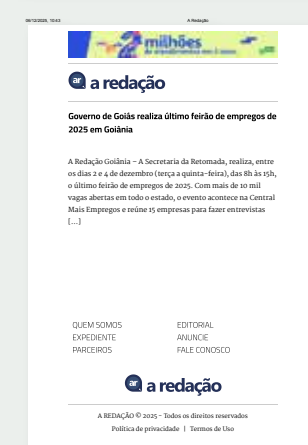 09/12/2025, 10:43
A Redação
milhões
ar a redação
Governo de Goiás realiza último feirão de empregos de
2025 em Goiânia
A Redação Goiânia – A Secretaria da Retomada, realiza, entre
os dias 2 e 4 de dezembro (terça a quinta-feira), das 8h às 15h,
o último feirão de empregos de 2025. Com mais de 10 mil
vagas abertas em todo o estado, o evento acontece na Central
Mais Empregos e reúne 15 empresas para fazer entrevistas
[...]
QUEM SOMOS
EXPEDIENTE
PARCEIROS
EDITORIAL
ANUNCIE
FALE CONOSCO
ar a redação
A REDAÇÃO © 2025 - Todos os direitos reservados
Política de privacidade | Termos de Uso